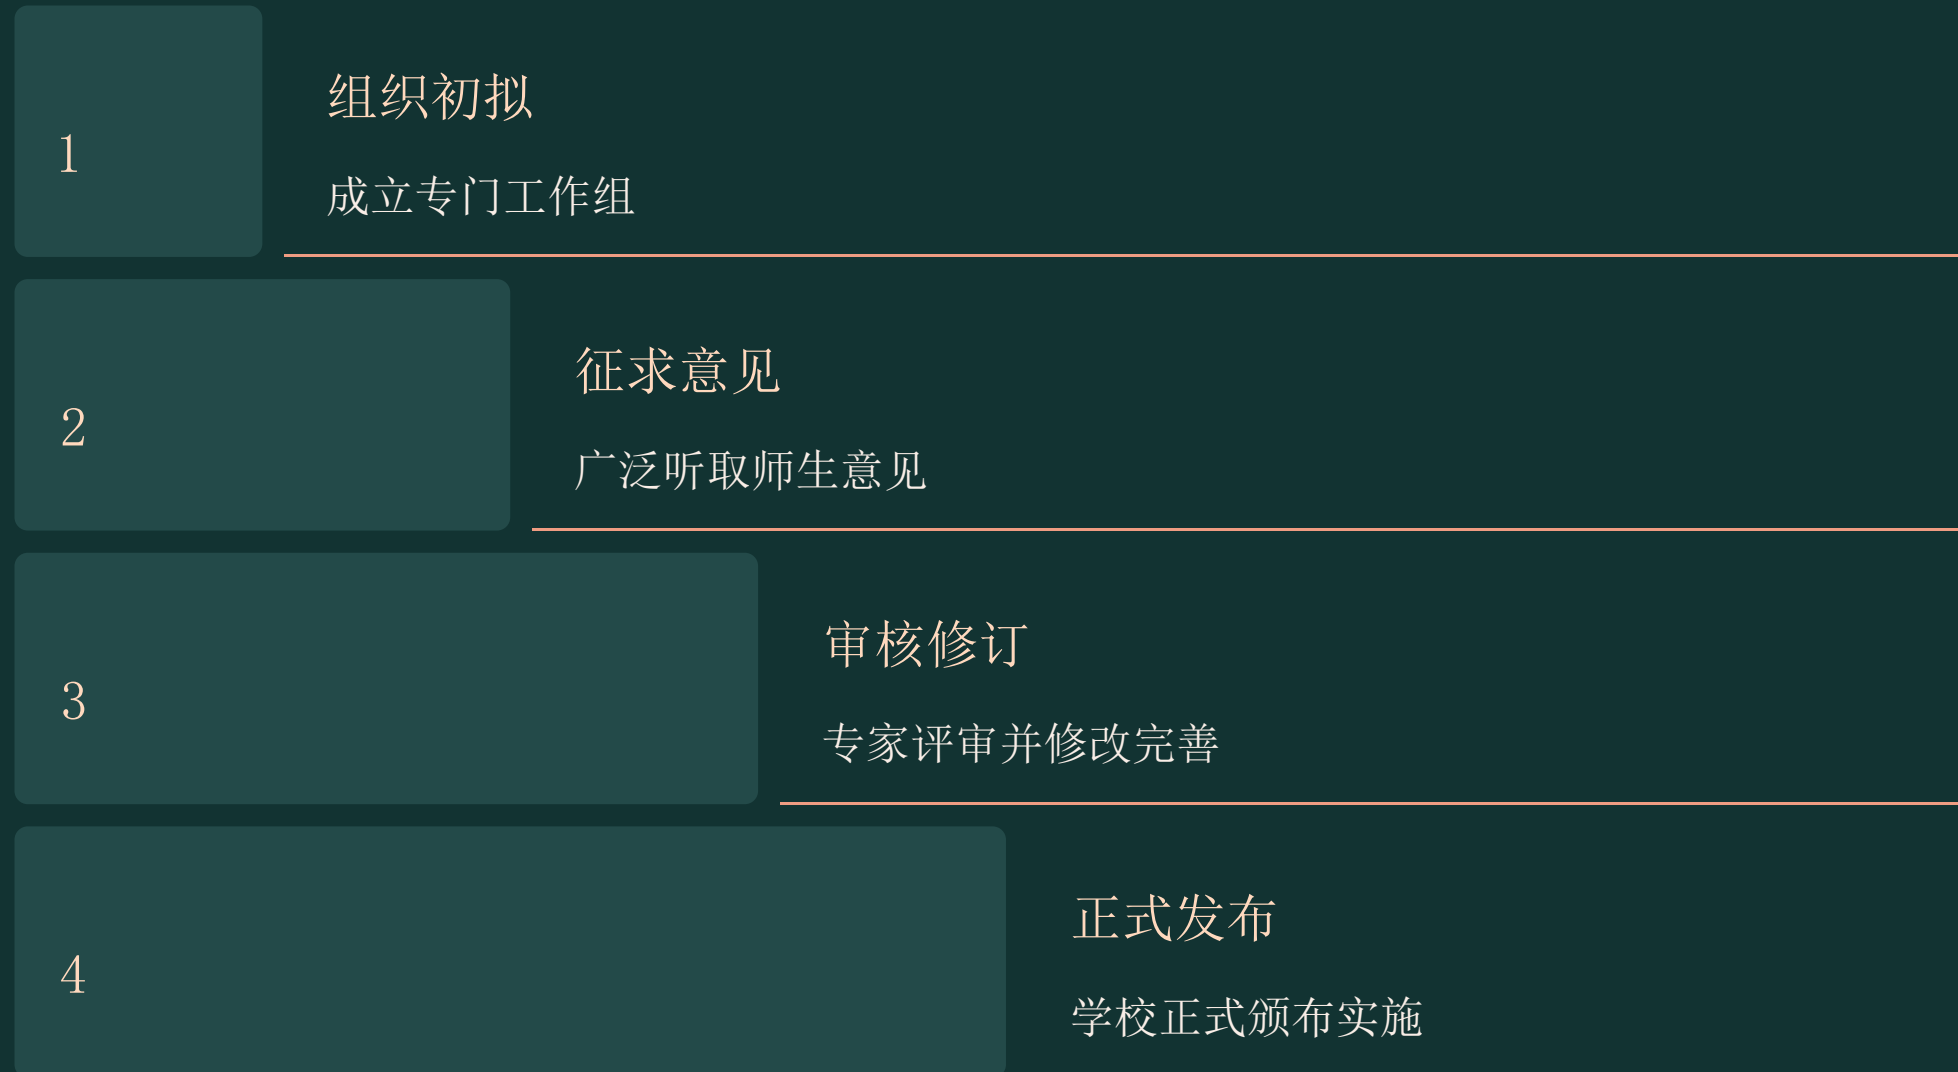 1
组织初拟
成立专门工作组
2
征求意见
广泛听取师生意见
3
审核修订
专家评审并修改完善
4
正式发布
学校正式颁布实施